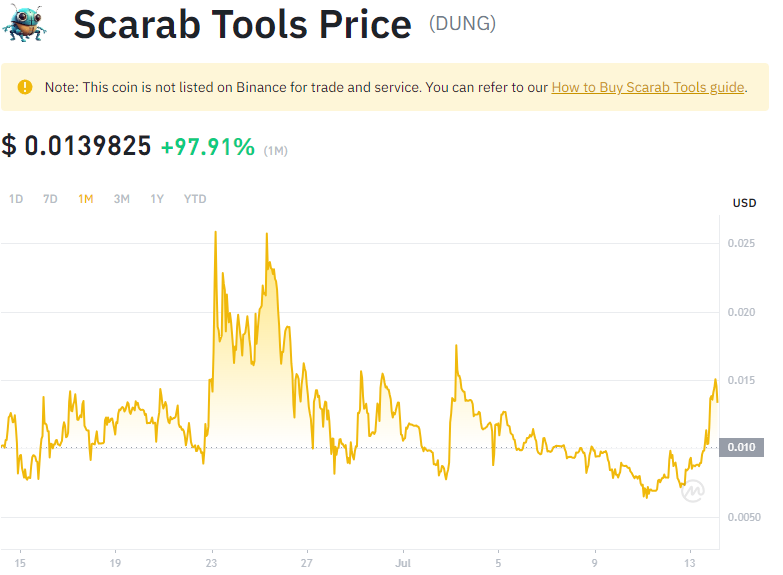 Scarab Tools Price (DUNG)
Note: This coin is not listed on Binance for trade and service. You can refer to our How to Buy Scarab Tools guide.
$ 0.0139825 +97.91% (1M)
1D 7D 1M 3M 1Y YTD
USD
0.025
0.020
0.015
0.010
0.0050
15 19 23 27 Jul 5 9 13